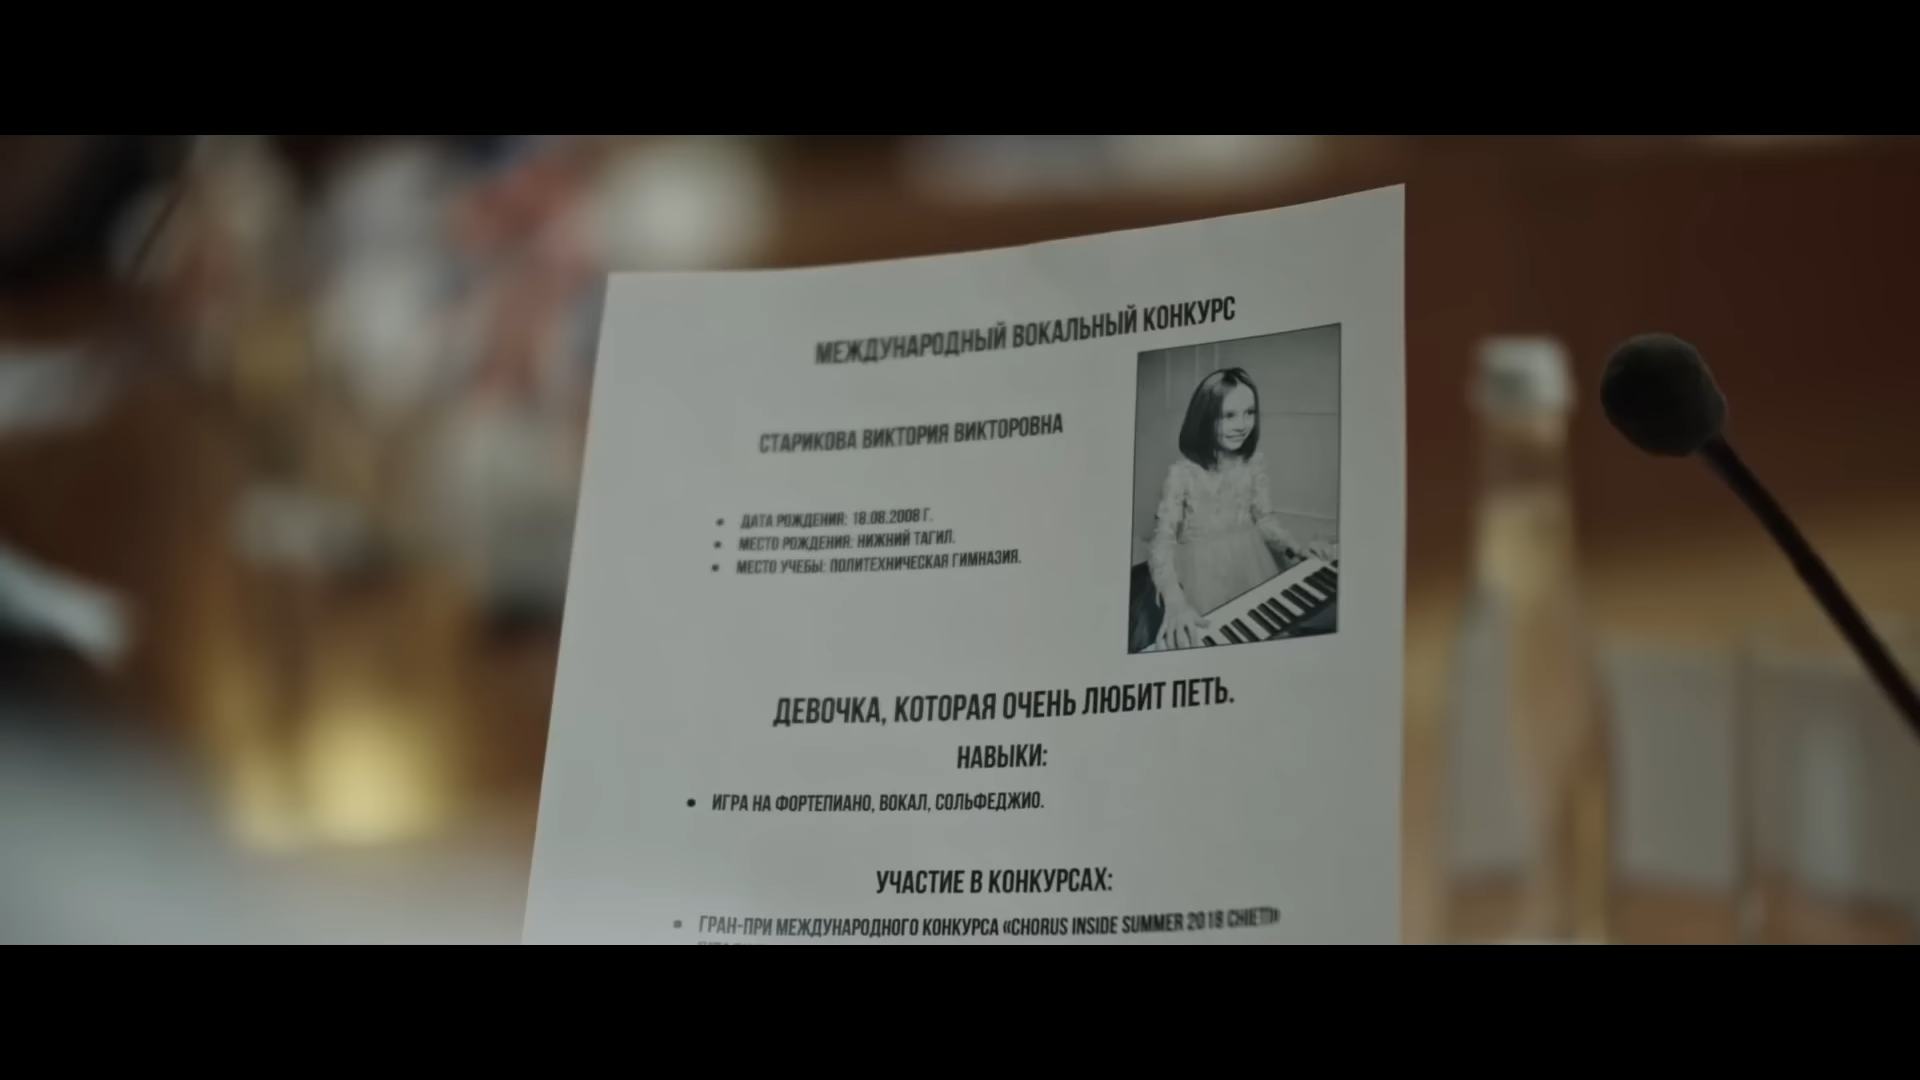 МЕЖДУНАРОДНЫЙ ВОКАЛЬНЫЙ КОНКУРС
СТАРИКОВА ВИКТОРИЯ ВИКТОРОВНА
• ДАТА РОЖДЕНИЯ: 18.08.2008 Г.
• МЕСТО РОЖДЕНИЯ: НИЖНИЙ ТАГИЛ.
• МЕСТО УЧЕБЫ: ПОЛИТЕХНИЧЕСКАЯ ГИМНАЗИЯ.
ДЕВОЧКА, КОТОРАЯ ОЧЕНЬ ЛЮБИТ ПЕТЬ.
НАВЫКИ:
• ИГРА НА ФОРТЕПИАНО, ВОКАЛ, СОЛЬФЕДЖИО.
УЧАСТИЕ В КОНКУРСАХ:
• ГРАН-ПРИ МЕЖДУНАРОДНОГО КОНКУРСА «CHORUS INSIDE SUMMER 2018 CHIETI»